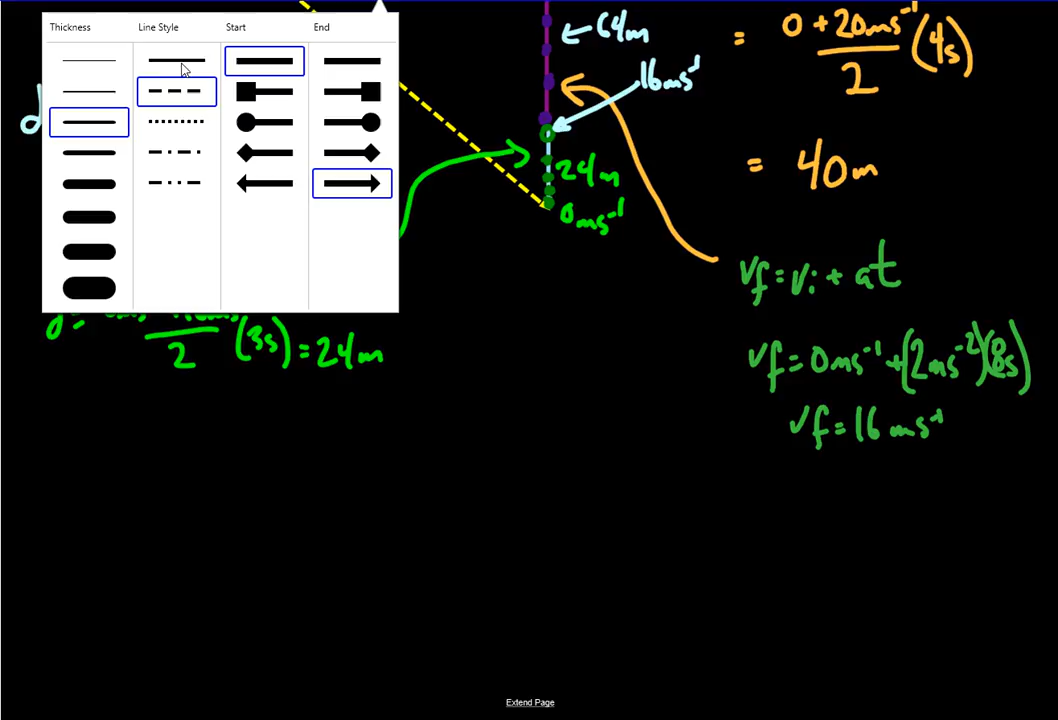 Thickness
Line Style
Start
End
64m
16ms⁻¹
24m
0ms⁻¹
d
2 (3s) = 24m
= 0 + 20ms⁻¹ (4s)
2
= 40m
vf = vi + at
vf = 0ms⁻¹ + (2ms⁻²)(8s)
vf = 16ms⁻¹
Extend Page